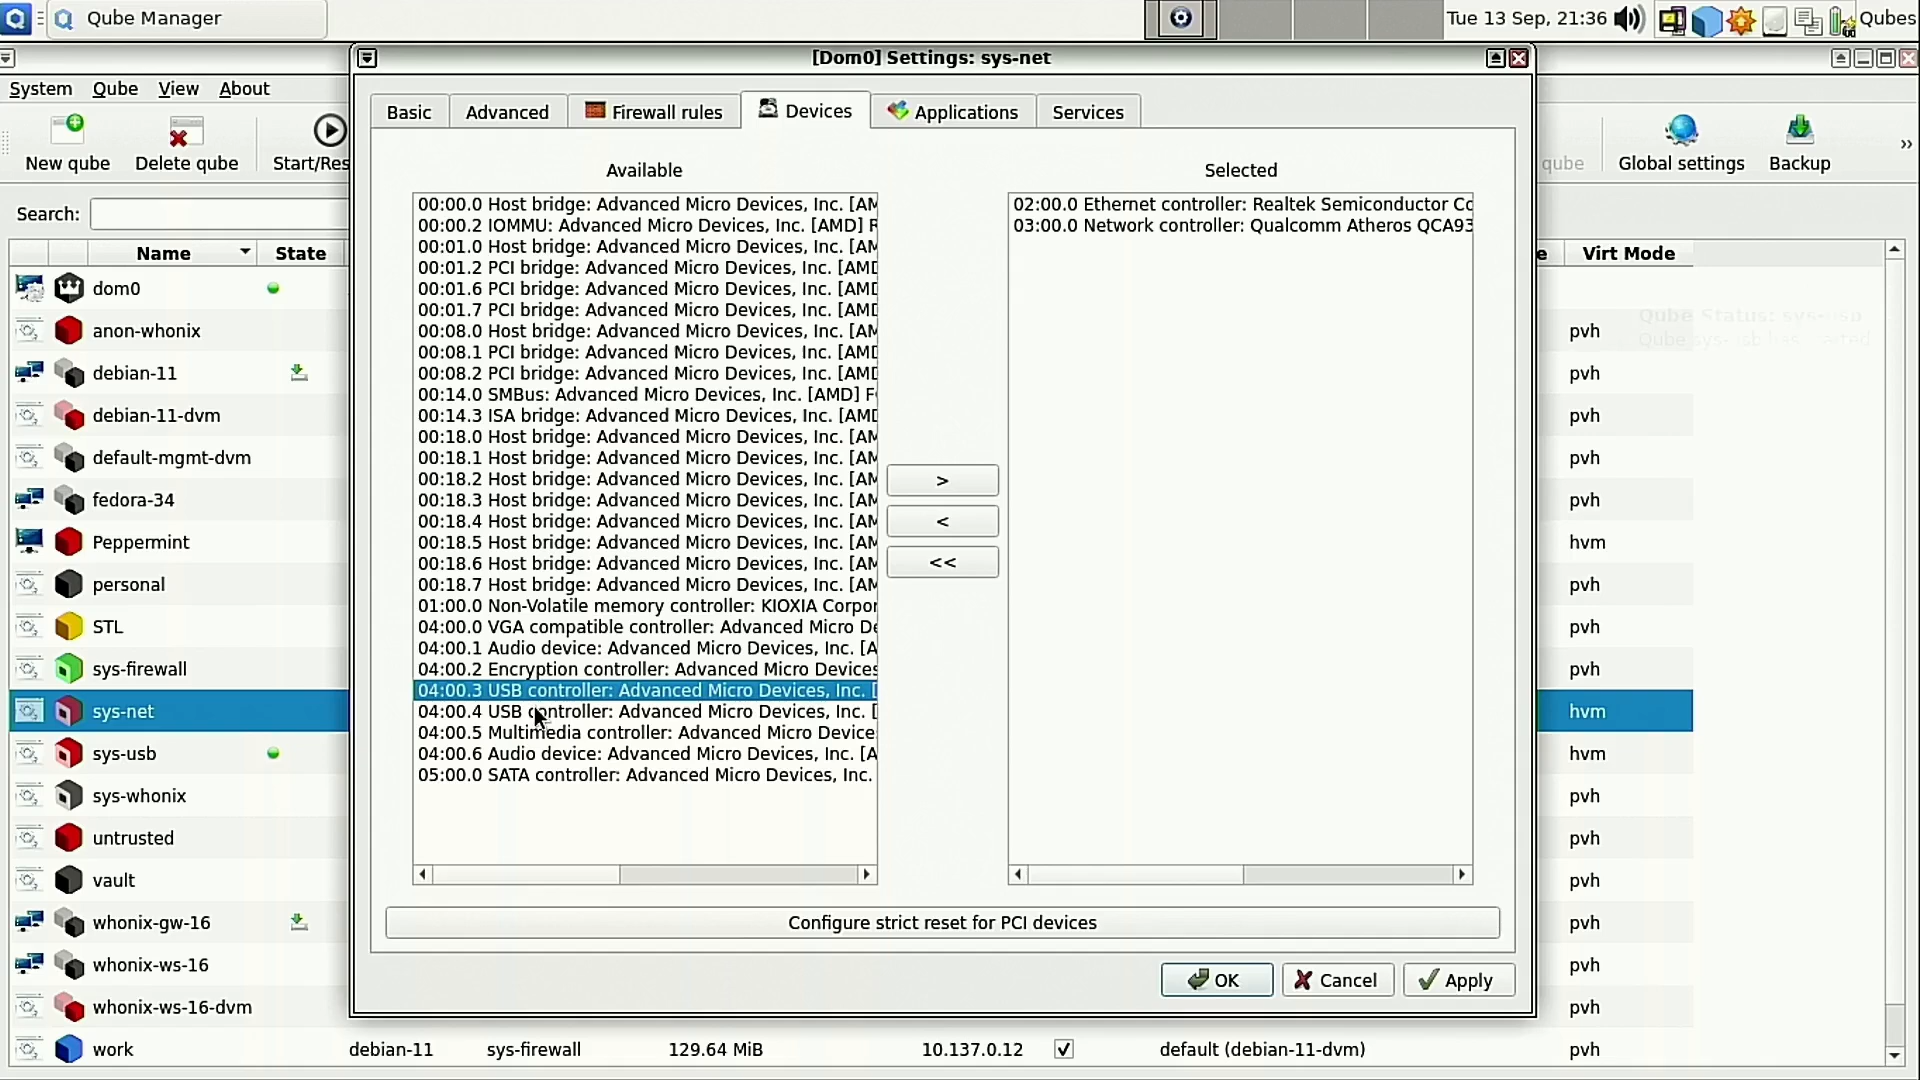 Qube Manager
Tue 13 Sep, 21:36
Qubes
[Dom0] Settings: sys-net
System Qube View About
New qube
Delete qube
Start/Res
qube
Global settings
Backup
Search:
Basic
Advanced
Firewall rules
Devices
Applications
Services
Available
Selected
00:00.0 Host bridge: Advanced Micro Devices, Inc. [AM
00:00.2 IOMMU: Advanced Micro Devices, Inc. [AMD] R
00:01.0 Host bridge: Advanced Micro Devices, Inc. [AM
00:01.2 PCI bridge: Advanced Micro Devices, Inc. [AMD
00:01.6 PCI bridge: Advanced Micro Devices, Inc. [AMD
00:01.7 PCI bridge: Advanced Micro Devices, Inc. [AMD
00:08.0 Host bridge: Advanced Micro Devices, Inc. [AM
00:08.1 PCI bridge: Advanced Micro Devices, Inc. [AMD
00:08.2 PCI bridge: Advanced Micro Devices, Inc. [AMD
00:14.0 SMBus: Advanced Micro Devices, Inc. [AMD] F
00:14.3 ISA bridge: Advanced Micro Devices, Inc. [AMD
00:18.0 Host bridge: Advanced Micro Devices, Inc. [AM
00:18.1 Host bridge: Advanced Micro Devices, Inc. [AM
00:18.2 Host bridge: Advanced Micro Devices, Inc. [AM
00:18.3 Host bridge: Advanced Micro Devices, Inc. [AM
00:18.4 Host bridge: Advanced Micro Devices, Inc. [AM
00:18.5 Host bridge: Advanced Micro Devices, Inc. [AM
00:18.6 Host bridge: Advanced Micro Devices, Inc. [AM
00:18.7 Host bridge: Advanced Micro Devices, Inc. [AM
01:00.0 Non-Volatile memory controller: KIOXIA Corpor
04:00.0 VGA compatible controller: Advanced Micro De
04:00.1 Audio device: Advanced Micro Devices, Inc. [A
04:00.2 Encryption controller: Advanced Micro Devices
04:00.3 USB controller: Advanced Micro Devices, Inc. [
04:00.4 USB controller: Advanced Micro Devices, Inc. [
04:00.5 Multimedia controller: Advanced Micro Device
04:00.6 Audio device: Advanced Micro Devices, Inc. [A
05:00.0 SATA controller: Advanced Micro Devices, Inc.
>
<
<<
02:00.0 Ethernet controller: Realtek Semiconductor Co
03:00.0 Network controller: Qualcomm Atheros QCA93
Configure strict reset for PCI devices
OK
Cancel
Apply
Name State e Virt Mode
dom0
anon-whonix pvh
debian-11 pvh
debian-11-dvm pvh
default-mgmt-dvm pvh
fedora-34 pvh
Peppermint hvm
personal pvh
STL pvh
sys-firewall pvh
sys-net hvm
sys-usb hvm
sys-whonix pvh
untrusted pvh
vault pvh
whonix-gw-16 pvh
whonix-ws-16 pvh
whonix-ws-16-dvm pvh
work debian-11 sys-firewall 129.64 MiB 10.137.0.12 default (debian-11-dvm) pvh
Qube Status: